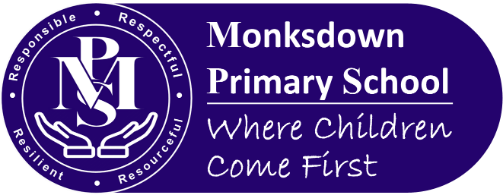 Responsible • Respectful • Resourceful • Resilient •
PMS
Monksdown
Primary School
Where Children
Come First